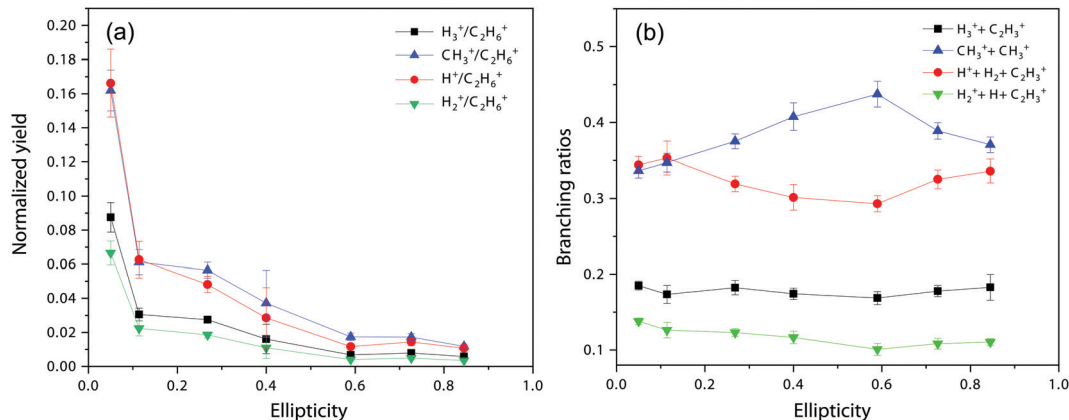 (a)
H₃⁺/C₂H₆⁺
CH₃⁺/C₂H₆⁺
H⁺/C₂H₆⁺
H₂⁺/C₂H₆⁺
Normalized yield
0.20
0.18
0.16
0.14
0.12
0.10
0.08
0.06
0.04
0.02
0.00
0.0 0.2 0.4 0.6 0.8 1.0
Ellipticity
(b)
H₃⁺+ C₂H₃⁺
CH₃⁺+ CH₃⁺
H⁺+ H₂+ C₂H₃⁺
H₂⁺+ H+ C₂H₃⁺
Branching ratios
0.5
0.4
0.3
0.2
0.1
0.0 0.2 0.4 0.6 0.8 1.0
Ellipticity